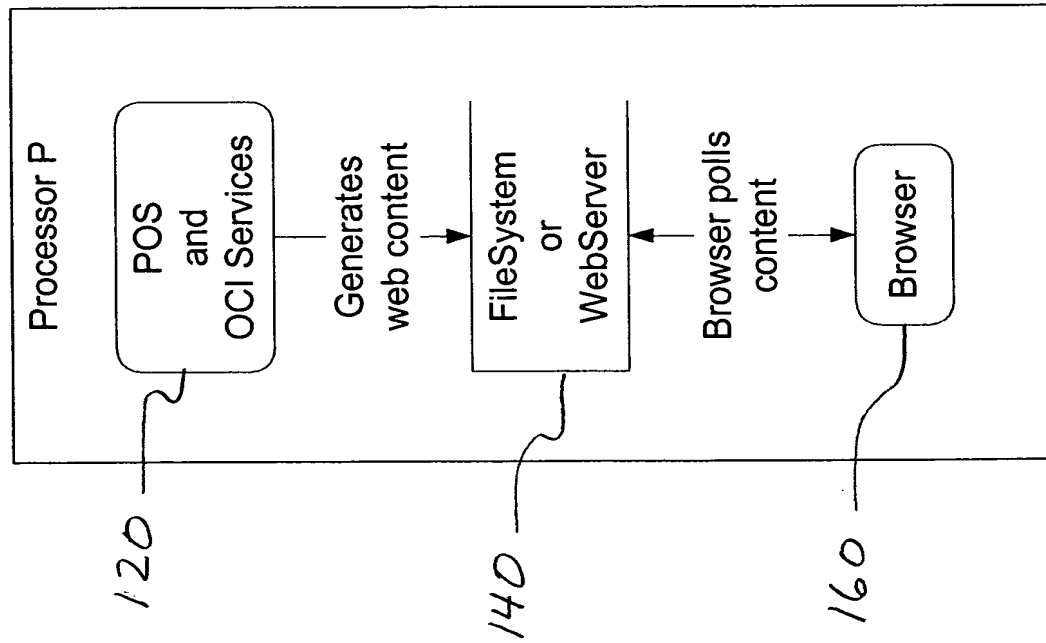 Processor P
POS
and
OCI Services
120
Generates
web content
FileSystem
or
WebServer
140
Browser polls
content
Browser
160